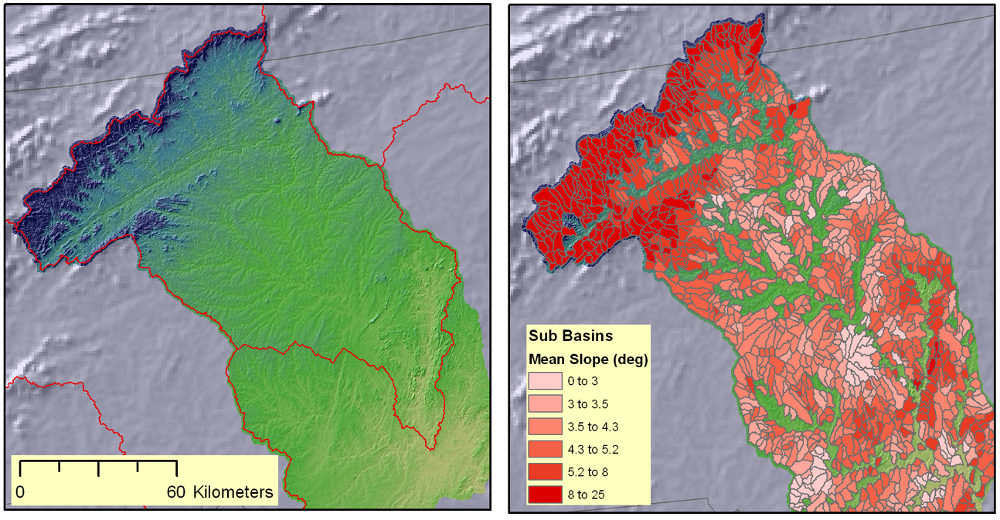 0 60 Kilometers
Sub Basins
Mean Slope (deg)
0 to 3
3 to 3.5
3.5 to 4.3
4.3 to 5.2
5.2 to 8
8 to 25